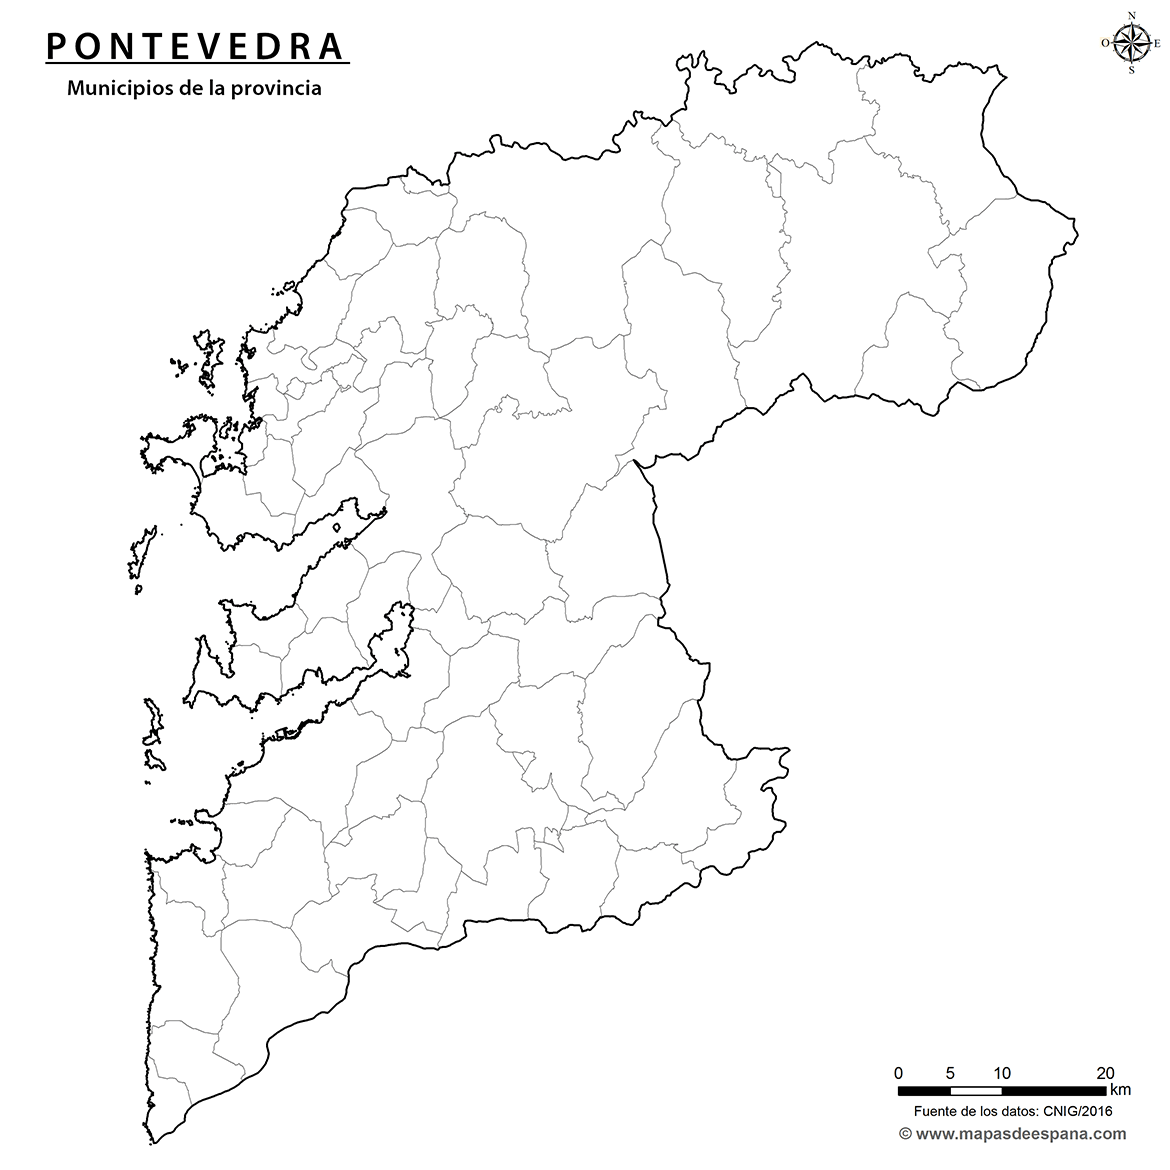 PONTEVEDRA
Municipios de la provincia
N
O E
S
0 5 10 20
km
Fuente de los datos: CNIG/2016
© www.mapasdeespana.com